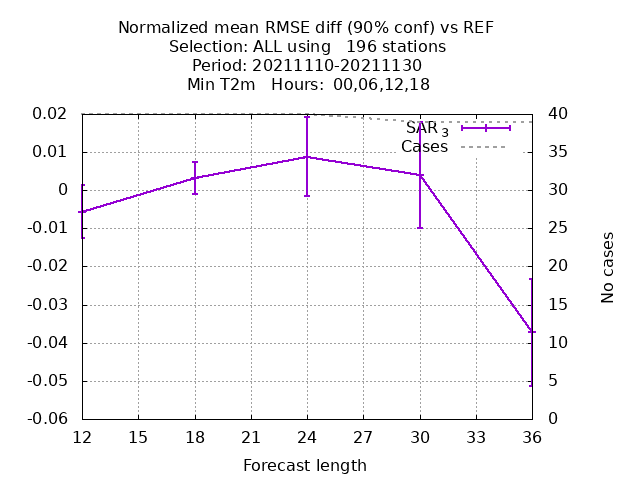 Normalized mean RMSE diff (90% conf) vs REF
Selection: ALL using   196 stations
Period: 20211110-20211130
Min T2m   Hours:  00,06,12,18
SAR 3
Cases
0.02
0.01
0
-0.01
-0.02
-0.03
-0.04
-0.05
-0.06
40
35
30
25
20
15
10
5
0
No cases
12 15 18 21 24 27 30 33 36
Forecast length